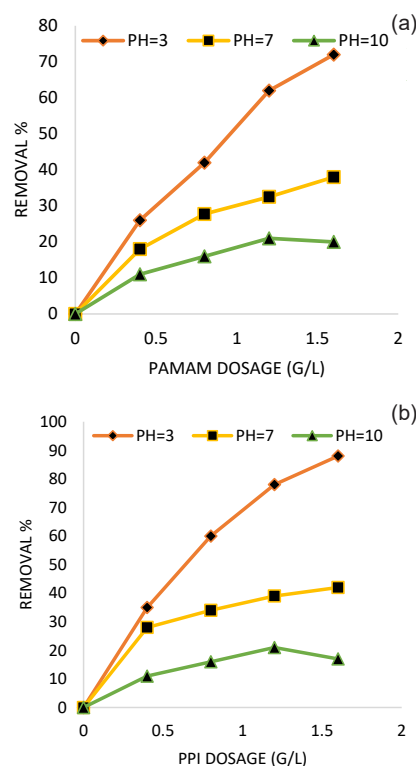 (a)
PH=3 PH=7 PH=10
80
70
60
50
40
30
20
10
0
REMOVAL %
0 0.5 1 1.5 2
PAMAM DOSAGE (G/L)
(b)
PH=3 PH=7 PH=10
100
90
80
70
60
50
40
30
20
10
0
REMOVAL %
0 0.5 1 1.5 2
PPI DOSAGE (G/L)